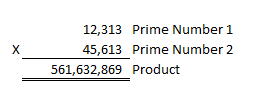 12,313 Prime Number 1
X 45,613 Prime Number 2
561,632,869 Product